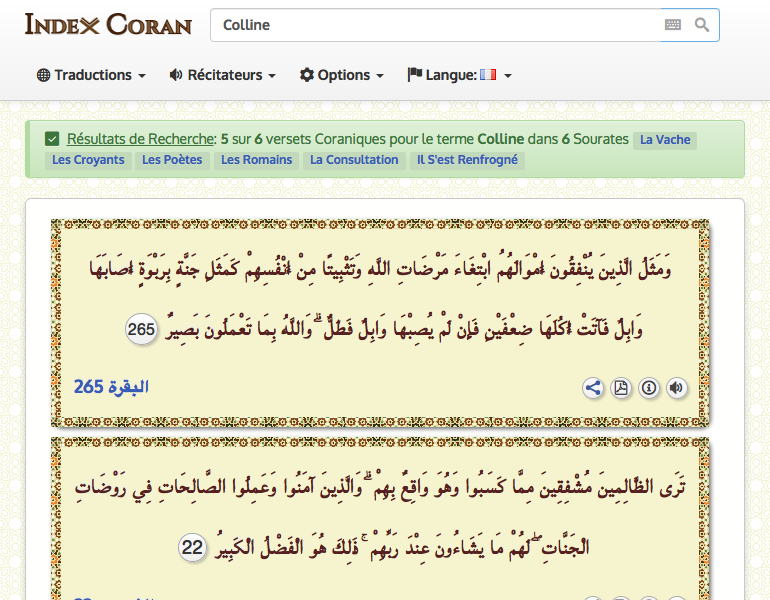 Index Coran
Colline
Traductions
Récitateurs
Options
Langue:
Résultats de Recherche: 5 sur 6 versets Coraniques pour le terme Colline dans 6 Sourates La Vache
Les Croyants Les Poètes Les Romains La Consultation Il S'est Renfrogné
وَمَثَلُ الَّذِينَ يُنْفِقُونَ أَمْوَالَهُمُ ابْتِغَاءَ مَرْضَاتِ اللَّهِ وَتَثْبِيتًا مِنْ أَنْفُسِهِمْ كَمَثَلِ جَنَّةٍ بِرَبْوَةٍ أَصَابَهَا
وَابِلٌ فَآتَتْ أُكُلَهَا ضِعْفَيْنِ فَإِنْ لَمْ يُصِبْهَا وَابِلٌ فَطَلٌّ ۗ وَاللَّهُ بِمَا تَعْمَلُونَ بَصِيرٌ 265
البقرة 265
تَرَى الظَّالِمِينَ مُشْفِقِينَ مِمَّا كَسَبُوا وَهُوَ وَاقِعٌ بِهِمْ ۗ وَالَّذِينَ آمَنُوا وَعَمِلُوا الصَّالِحَاتِ فِي رَوْضَاتِ
الْجَنَّاتِ ۖ لَهُمْ مَا يَشَاءُونَ عِنْدَ رَبِّهِمْ ۚ ذَٰلِكَ هُوَ الْفَضْلُ الْكَبِيرُ 22